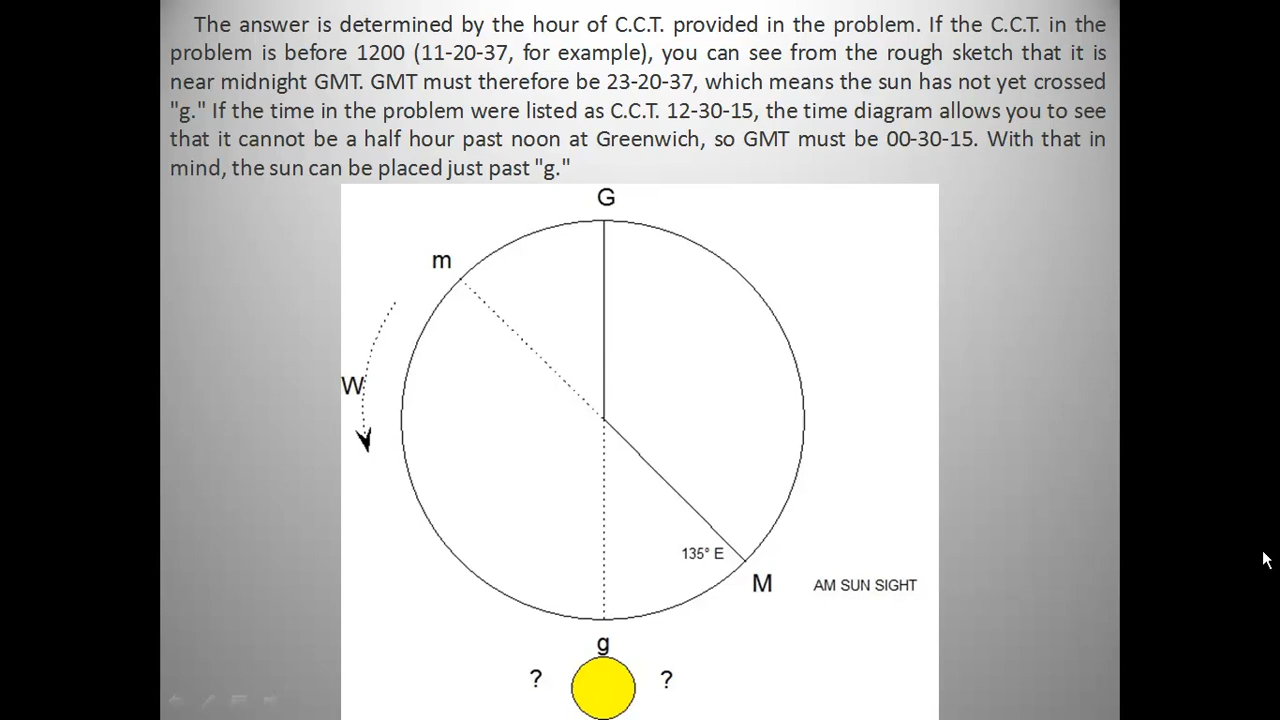 The answer is determined by the hour of C.C.T. provided in the problem. If the C.C.T. in the
problem is before 1200 (11-20-37, for example), you can see from the rough sketch that it is
near midnight GMT. GMT must therefore be 23-20-37, which means the sun has not yet crossed
"g." If the time in the problem were listed as C.C.T. 12-30-15, the time diagram allows you to see
that it cannot be a half hour past noon at Greenwich, so GMT must be 00-30-15. With that in
mind, the sun can be placed just past "g."
G
m
W
135° E
M
AM SUN SIGHT
g
?
?